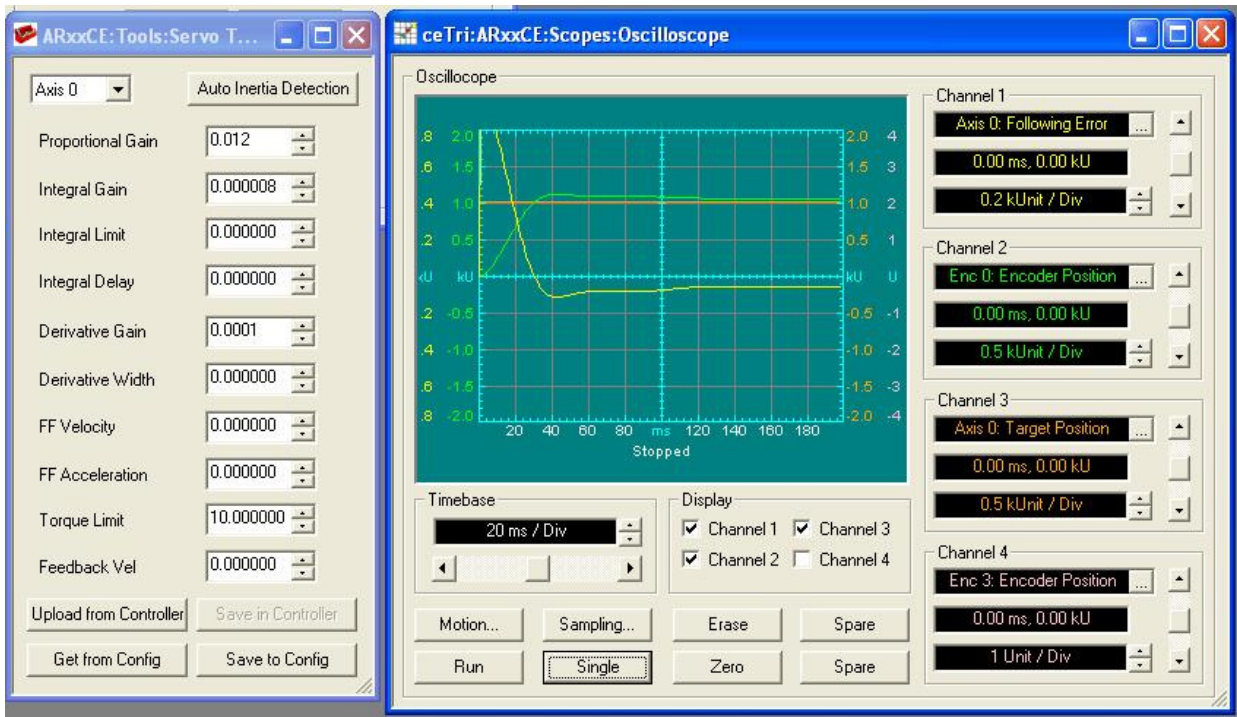 ARxxCE:Tools:Servo T...
Axis 0
Auto Inertia Detection
Proportional Gain 0.012
Integral Gain 0.000008
Integral Limit 0.000000
Integral Delay 0.000000
Derivative Gain 0.0001
Derivative Width 0.000000
FF Velocity 0.000000
FF Acceleration 0.000000
Torque Limit 10.000000
Feedback Vel 0.000000
Upload from Controller Save in Controller
Get from Config Save to Config
ceTri:ARxxCE:Scopes:Oscilloscope
Oscillocope
.8 2.0 2.0 4
.6 1.5 1.5 3
.4 1.0 1.0 2
.2 0.5 0.5 1
kU kU kU U
.2 -0.5 -0.5 -1
.4 -1.0 -1.0 -2
.6 -1.5 -1.5 -3
.8 -2.0 -2.0 -4
20 40 60 80 ms 120 140 160 180
Stopped
Timebase
20 ms / Div
Display
Channel 1 Channel 3
Channel 2 Channel 4
Motion... Sampling... Erase Spare
Run Single Zero Spare
Channel 1
Axis 0: Following Error ...
0.00 ms, 0.00 kU
0.2 kUnit / Div
Channel 2
Enc 0: Encoder Position ...
0.00 ms, 0.00 kU
0.5 kUnit / Div
Channel 3
Axis 0: Target Position ...
0.00 ms, 0.00 kU
0.5 kUnit / Div
Channel 4
Enc 3: Encoder Position ...
0.00 ms, 0.00 kU
1 Unit / Div